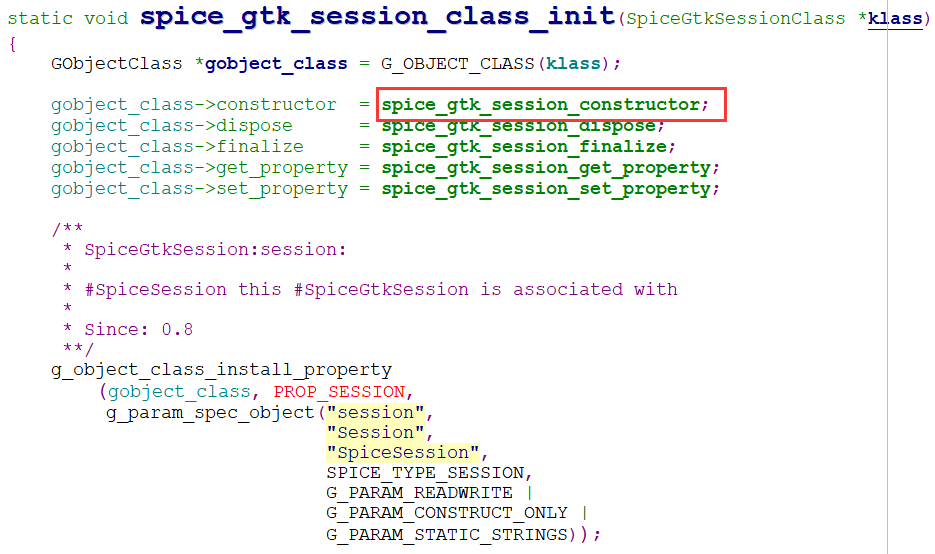 static void spice_gtk_session_class_init(SpiceGtkSessionClass *klass)
{
    GObjectClass *gobject_class = G_OBJECT_CLASS(klass);

    gobject_class->constructor  = spice_gtk_session_constructor;
    gobject_class->dispose      = spice_gtk_session_dispose;
    gobject_class->finalize     = spice_gtk_session_finalize;
    gobject_class->get_property = spice_gtk_session_get_property;
    gobject_class->set_property = spice_gtk_session_set_property;

    /**
     * SpiceGtkSession:session:
     *
     * #SpiceSession this #SpiceGtkSession is associated with
     *
     * Since: 0.8
     **/
    g_object_class_install_property
        (gobject_class, PROP_SESSION,
         g_param_spec_object("session",
                             "Session",
                             "SpiceSession",
                             SPICE_TYPE_SESSION,
                             G_PARAM_READWRITE |
                             G_PARAM_CONSTRUCT_ONLY |
                             G_PARAM_STATIC_STRINGS));